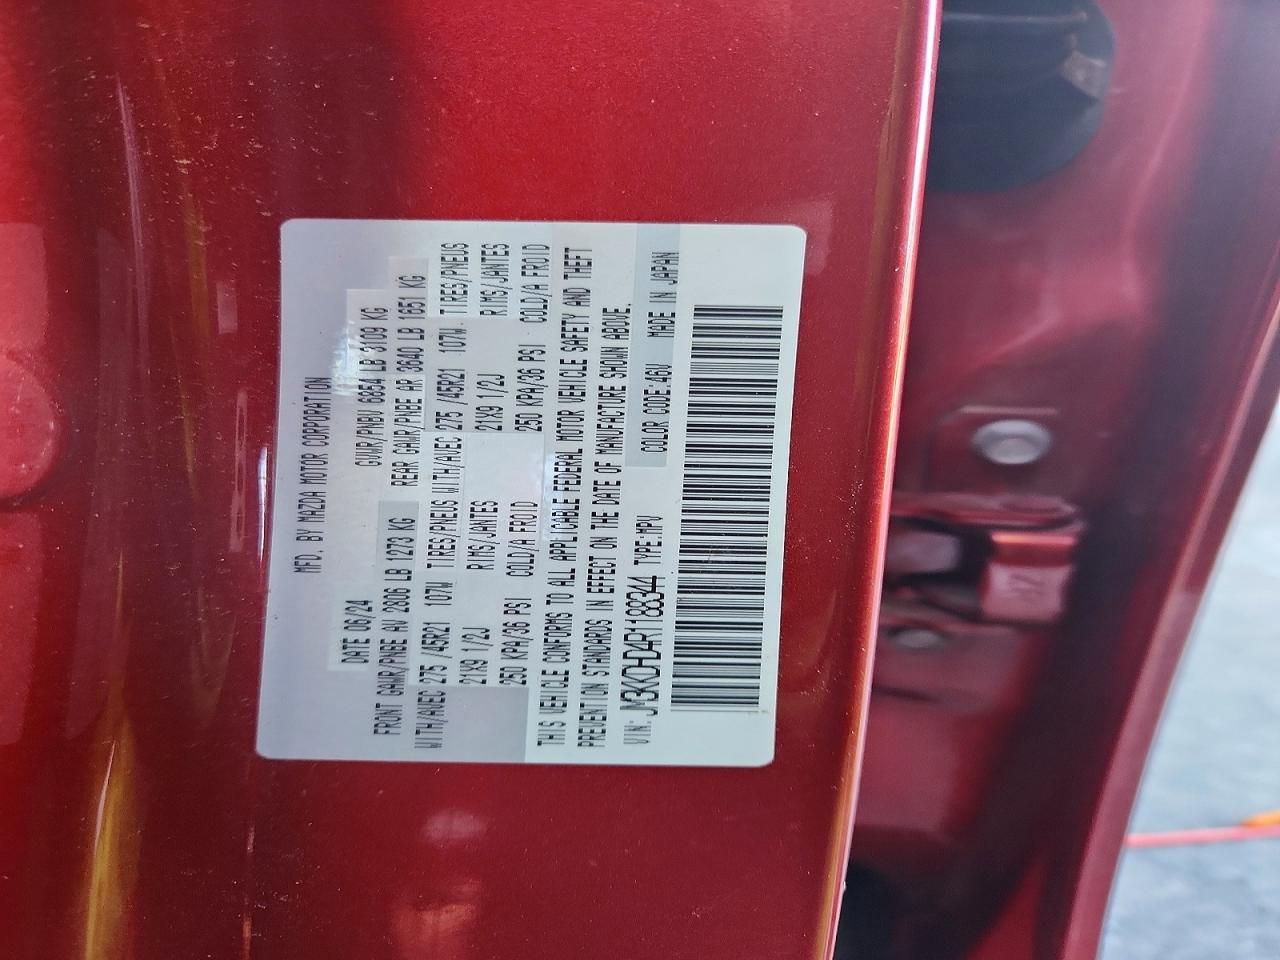 MFD. BY MAZDA MOTOR CORPORATION
DATE 06/24 GVWR/PNBV 6854 LB 3109 KG
FRONT GAWR/PNBE AV 2806 LB 1273 KG REAR GAWR/PNBE AR 3640 LB 1651 KG
WITH/AVEC 275 /45R21 107W TIRES/PNEUS WITH/AVEC 275 /45R21 107W. TIRES/PNEUS
21X9 1/2J RIMS/JANTES 21X9 1/2J RIMS/JANTES
250 KPA/36 PSI COLD/A FROID 250 KPA/36 PSI COLD/A FROID
THIS VEHICLE CONFORMS TO ALL APPLICABLE FEDERAL MOTOR VEHICLE SAFETY AND THEFT
PREVENTION STANDARDS IN EFFECT ON THE DATE OF MANUFACTURE SHOWN ABOVE.
VIN: JM3KKDHD4R1188344 TYPE:MPV COLOR CODE:46V MADE IN JAPAN